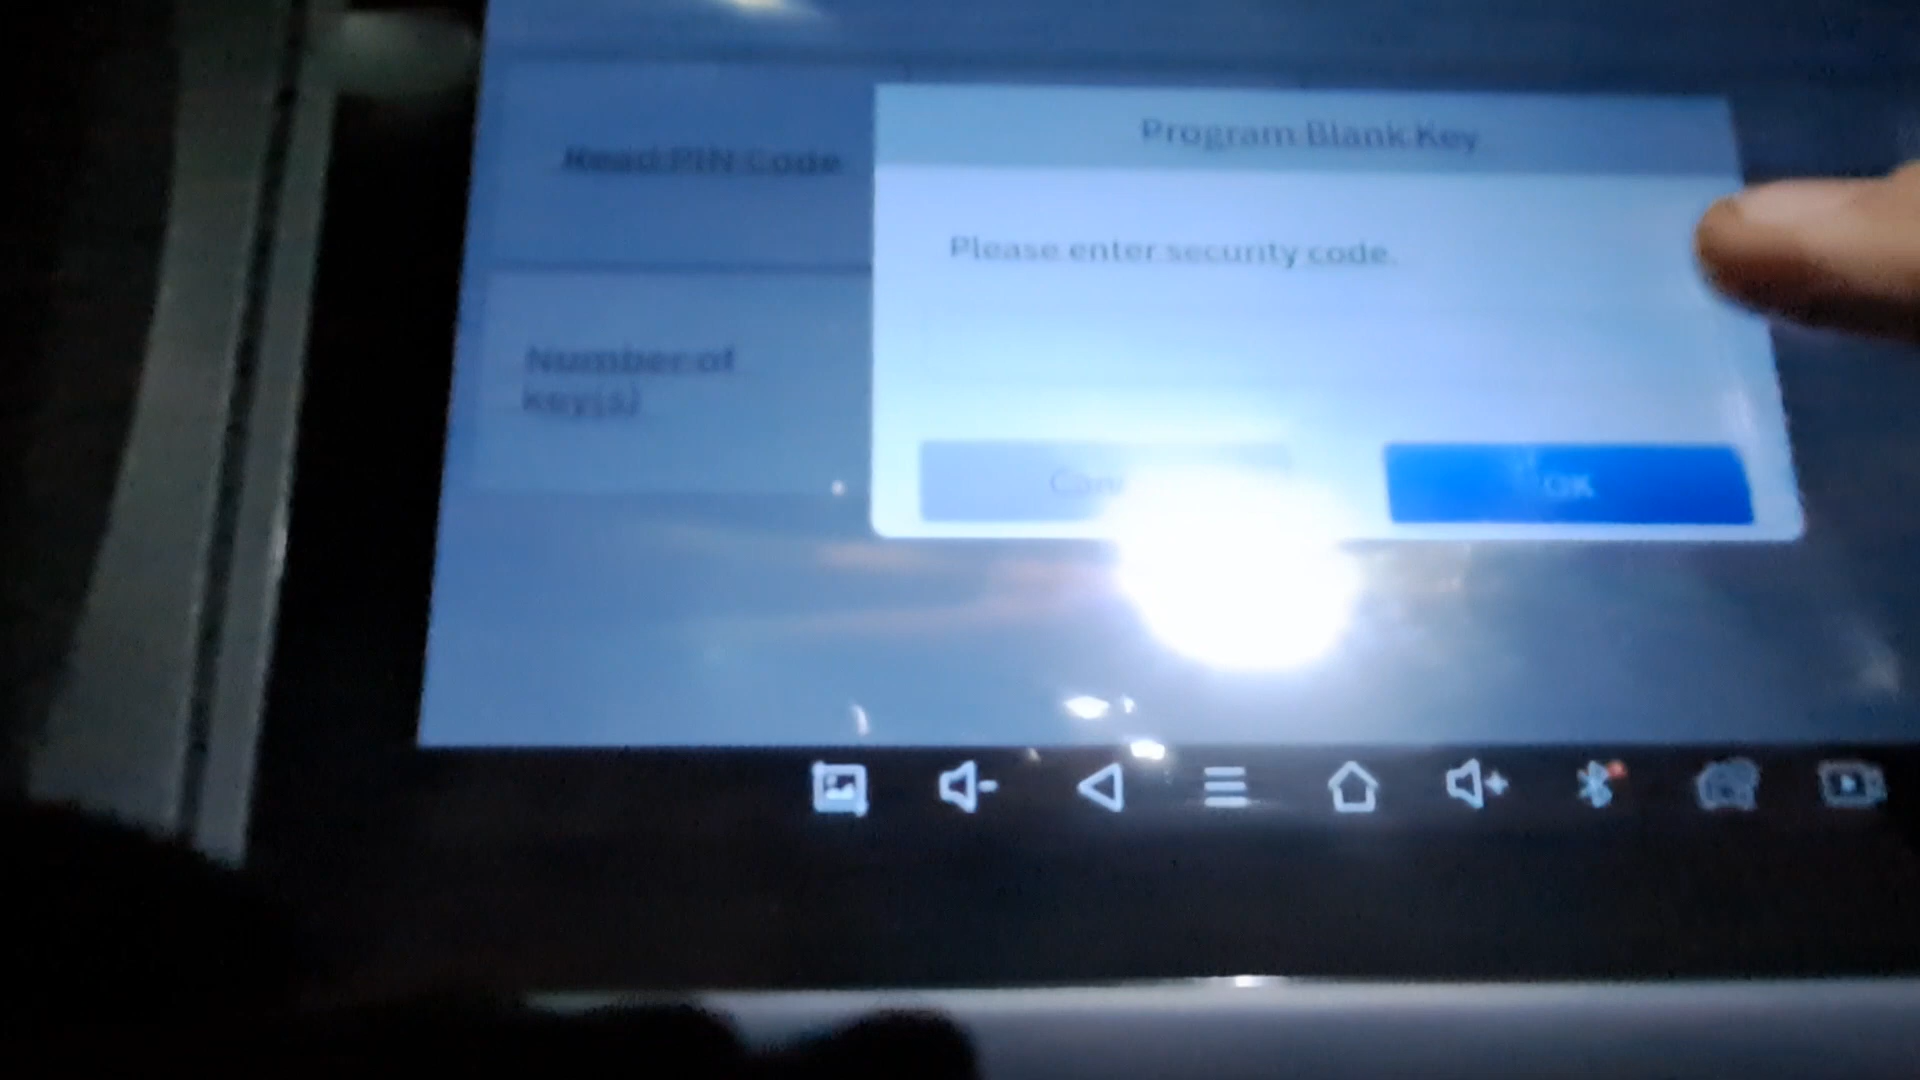 Program Blank Key
Read PIN Code
Please enter security code.
Number of
key(s)
OK